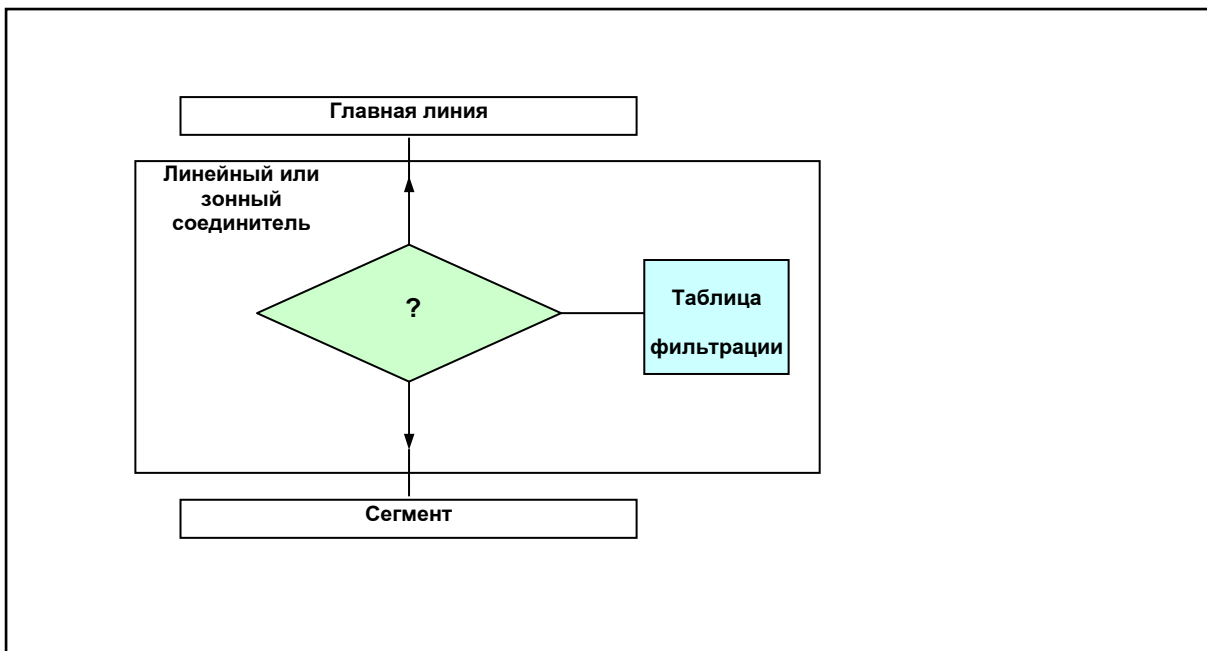 Главная линия
Линейный или
зонный
соединитель
?
Таблица
фильтрации
Сегмент